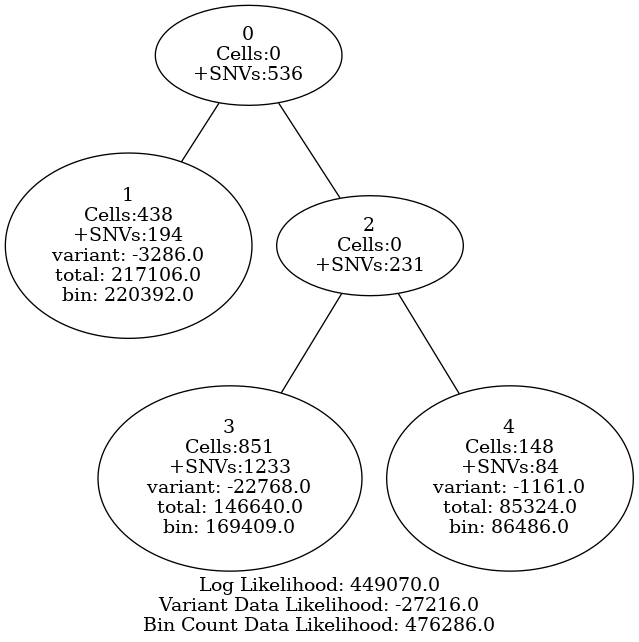 0
Cells:0
+SNVs:536
1
Cells:438
+SNVs:194
variant: -3286.0
total: 217106.0
bin: 220392.0
2
Cells:0
+SNVs:231
3
Cells:851
+SNVs:1233
variant: -22768.0
total: 146640.0
bin: 169409.0
4
Cells:148
+SNVs:84
variant: -1161.0
total: 85324.0
bin: 86486.0
Log Likelihood: 449070.0
Variant Data Likelihood: -27216.0
Bin Count Data Likelihood: 476286.0